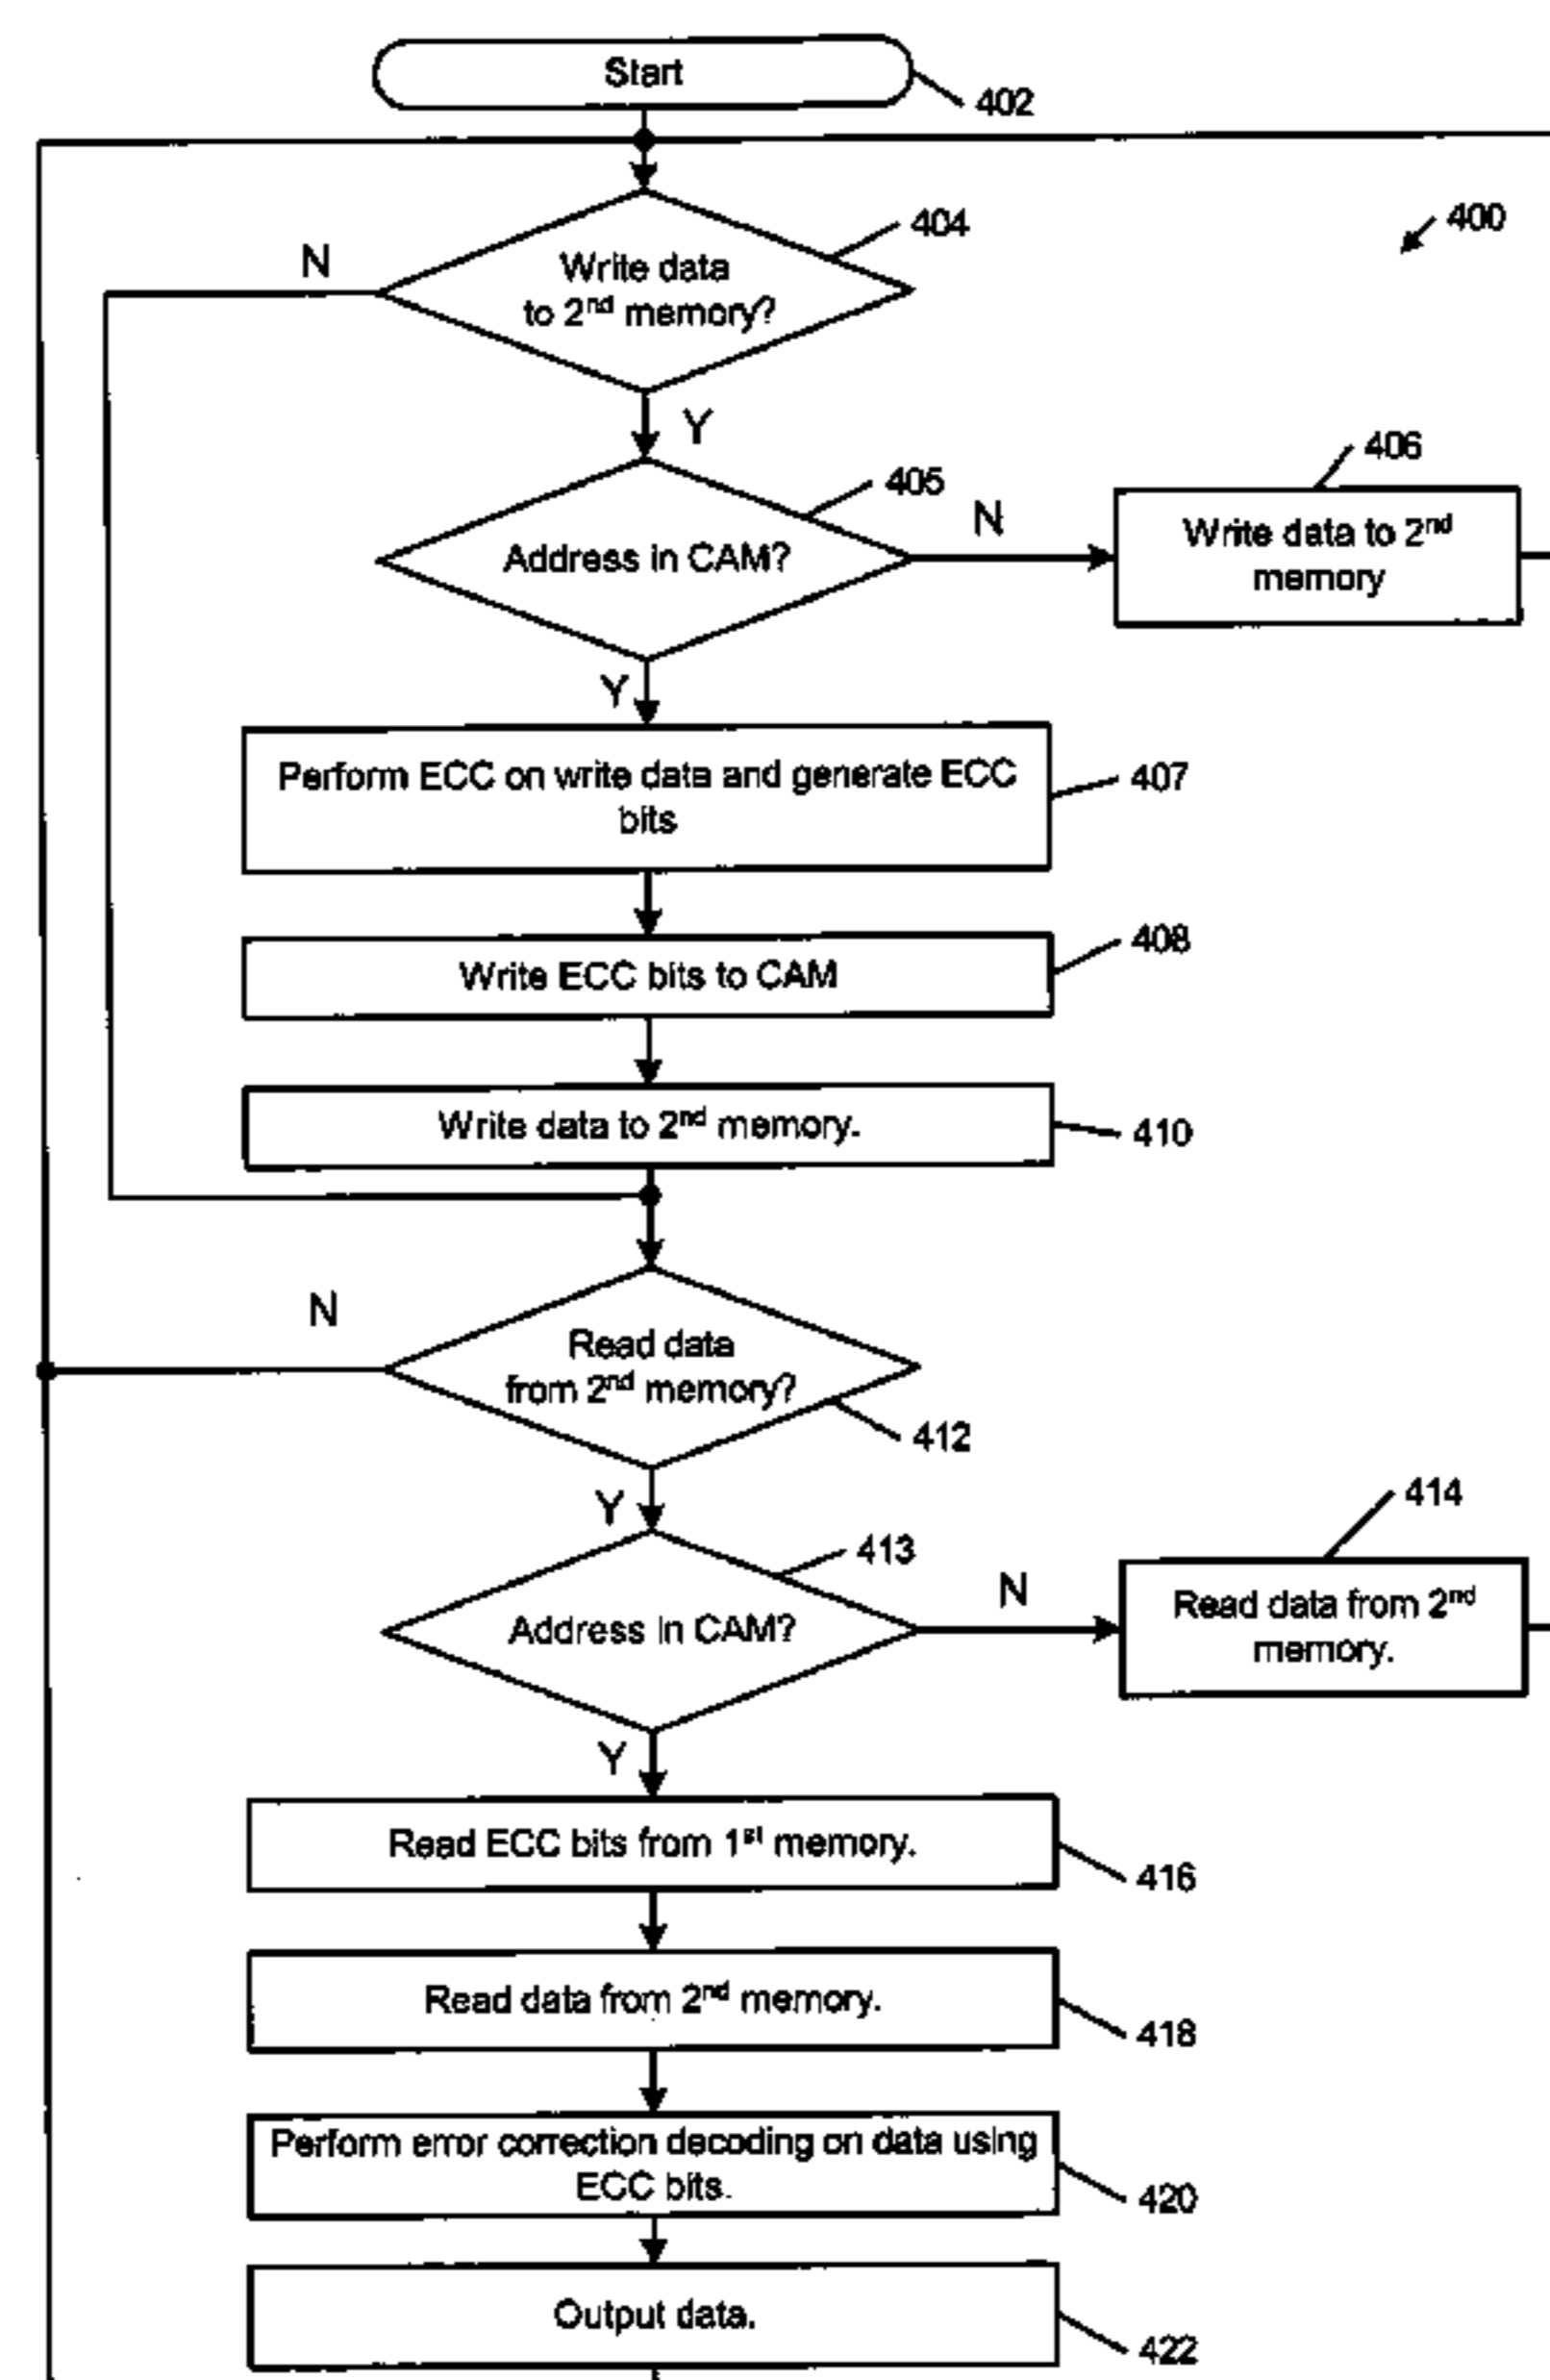 Start
402
400
404
N
Write data
to 2nd memory?
Y
405
406
N
Address in CAM?
Write data to 2nd
memory
Y
Perform ECC on write data and generate ECC
bits
407
408
Write ECC bits to CAM
Write data to 2nd memory.
410
N
Read data
from 2nd memory?
412
Y
414
413
N
Address in CAM?
Read data from 2nd
memory.
Y
Read ECC bits from 1st memory.
416
Read data from 2nd memory.
418
Perform error correction decoding on data using
ECC bits.
420
Output data.
422